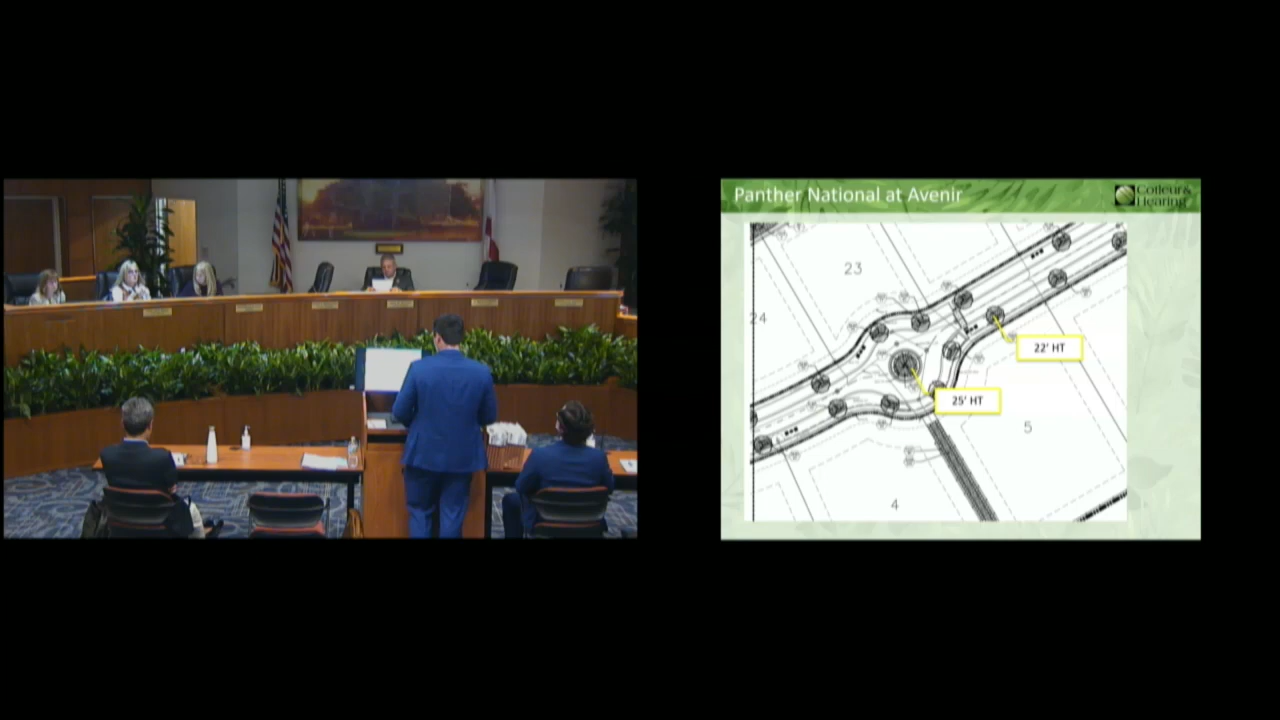 Panther National at Avenir
Cotleur &
Hearing
23
24
22' HT
25' HT
5
4